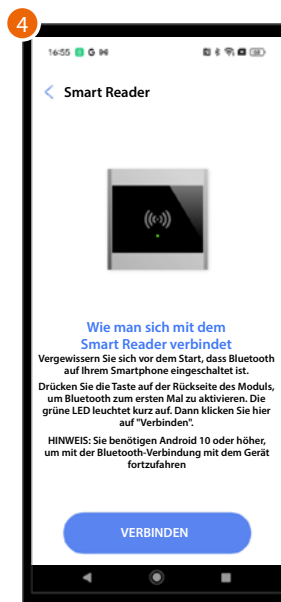 4
16:55 G
Smart Reader
Wie man sich mit dem
Smart Reader verbindet
Vergewissern Sie sich vor dem Start, dass Bluetooth
auf Ihrem Smartphone eingeschaltet ist.
Drücken Sie die Taste auf der Rückseite des Moduls,
um Bluetooth zum ersten Mal zu aktivieren. Die
grüne LED leuchtet kurz auf. Dann klicken Sie hier
auf "Verbinden".
HINWEIS: Sie benötigen Android 10 oder höher,
um mit der Bluetooth-Verbindung mit dem Gerät
fortzufahren
VERBINDEN